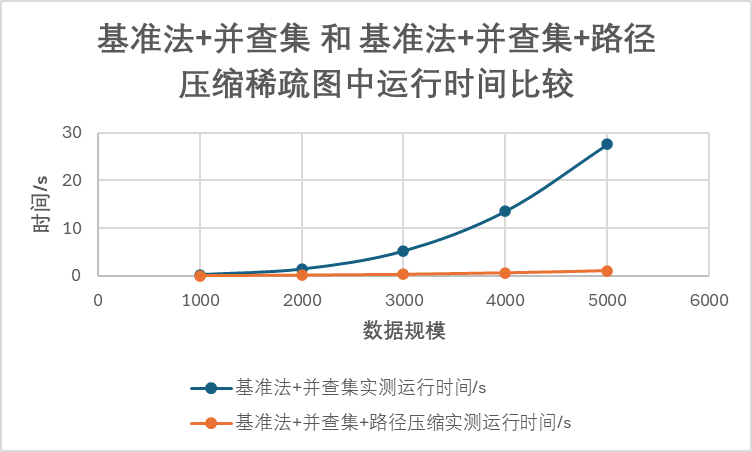 基准法+并查集 和 基准法+并查集+路径
压缩稀疏图中运行时间比较
30
20
10
0
时间/s
0 1000 2000 3000 4000 5000 6000
数据规模
基准法+并查集实测运行时间/s
基准法+并查集+路径压缩实测运行时间/s